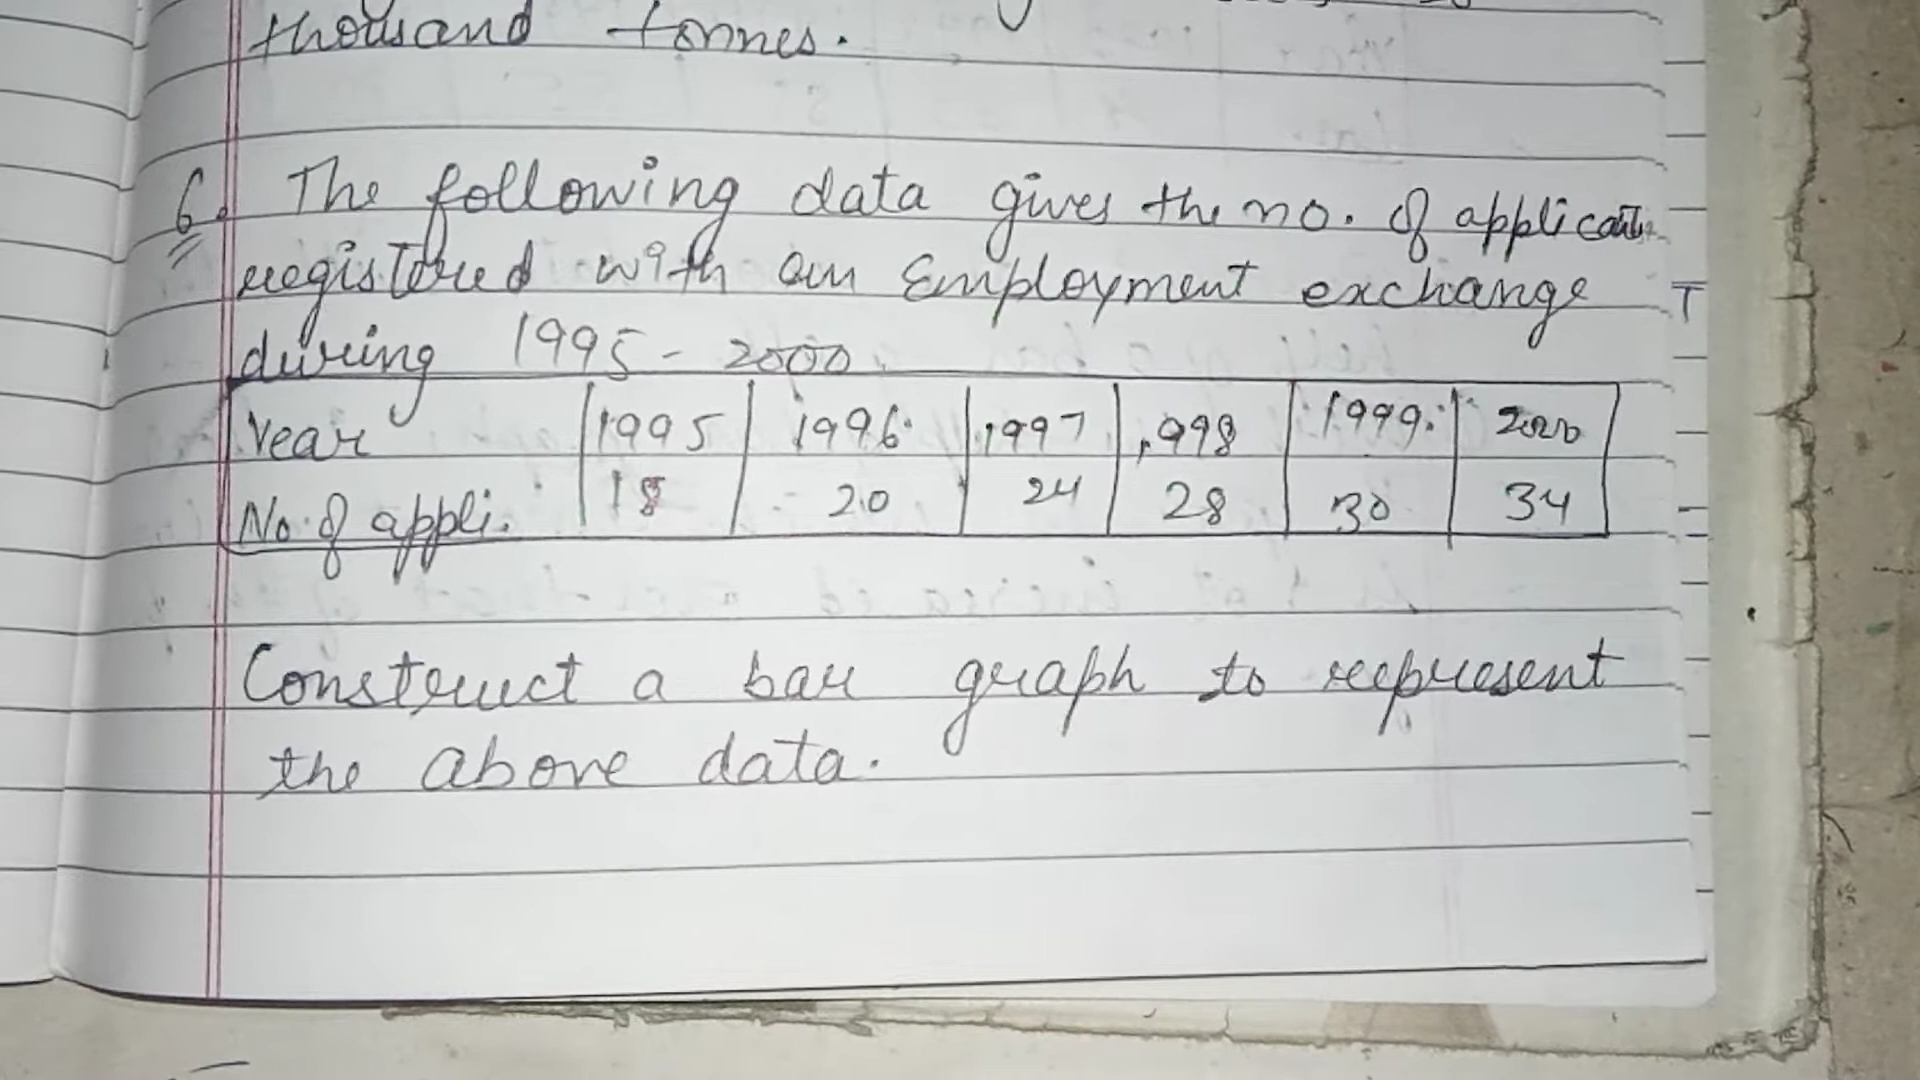 thousand tonnes.
6. The following data gives the no. of applicant
registered with an Employment exchange
during 1995 - 2000
Year 1995 1996 1997 1998 1999 2000
No. of appli. 18 20 24 28 30 34
Construct a bar graph to represent
the above data.